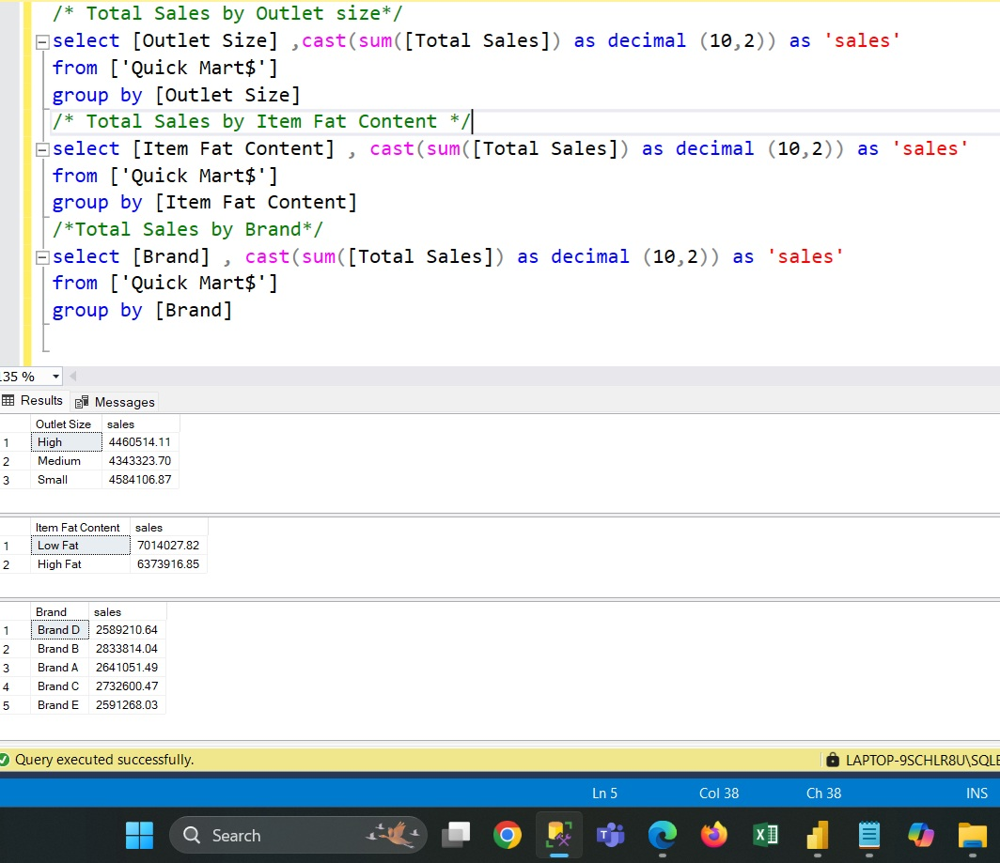 /* Total Sales by Outlet size*/
select [Outlet Size] ,cast(sum([Total Sales]) as decimal (10,2)) as 'sales'
from ['Quick Mart$']
group by [Outlet Size]
/* Total Sales by Item Fat Content */
select [Item Fat Content] , cast(sum([Total Sales]) as decimal (10,2)) as 'sales'
from ['Quick Mart$']
group by [Item Fat Content]
/*Total Sales by Brand*/
select [Brand] , cast(sum([Total Sales]) as decimal (10,2)) as 'sales'
from ['Quick Mart$']
group by [Brand]
135 %
Results Messages
Outlet Size sales
1 High 4460514.11
2 Medium 4343323.70
3 Small 4584106.87
Item Fat Content sales
1 Low Fat 7014027.82
2 High Fat 6373916.85
Brand sales
1 Brand D 2589210.64
2 Brand B 2833814.04
3 Brand A 2641051.49
4 Brand C 2732600.47
5 Brand E 2591268.03
Query executed successfully. LAPTOP-9SCHLR8U\SQLE
Ln 5 Col 38 Ch 38 INS
Search